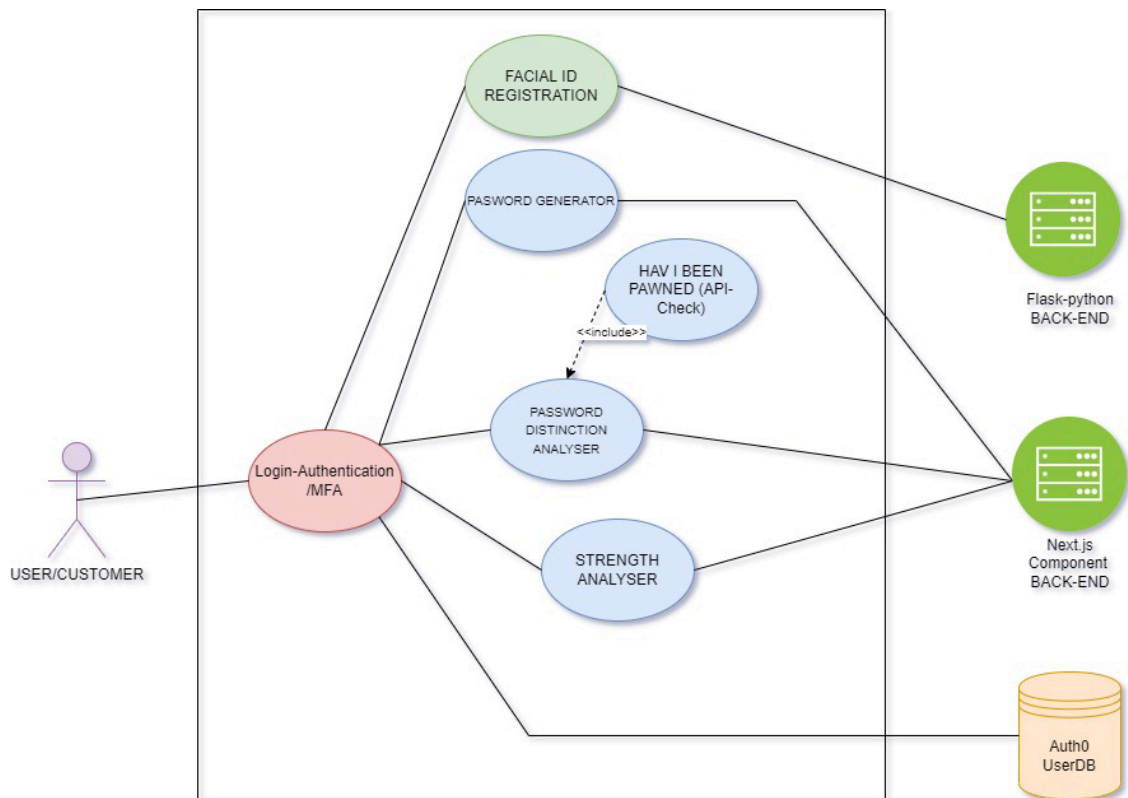 FACIAL ID
REGISTRATION
PASWORD GENERATOR
HAV I BEEN
PAWNED (API-
Check)
<<include>>
PASSWORD
DISTINCTION
ANALYSER
Login-Authentication
/MFA
STRENGTH
ANALYSER
USER/CUSTOMER
Flask-python
BACK-END
Next.js
Component
BACK-END
Auth0
UserDB